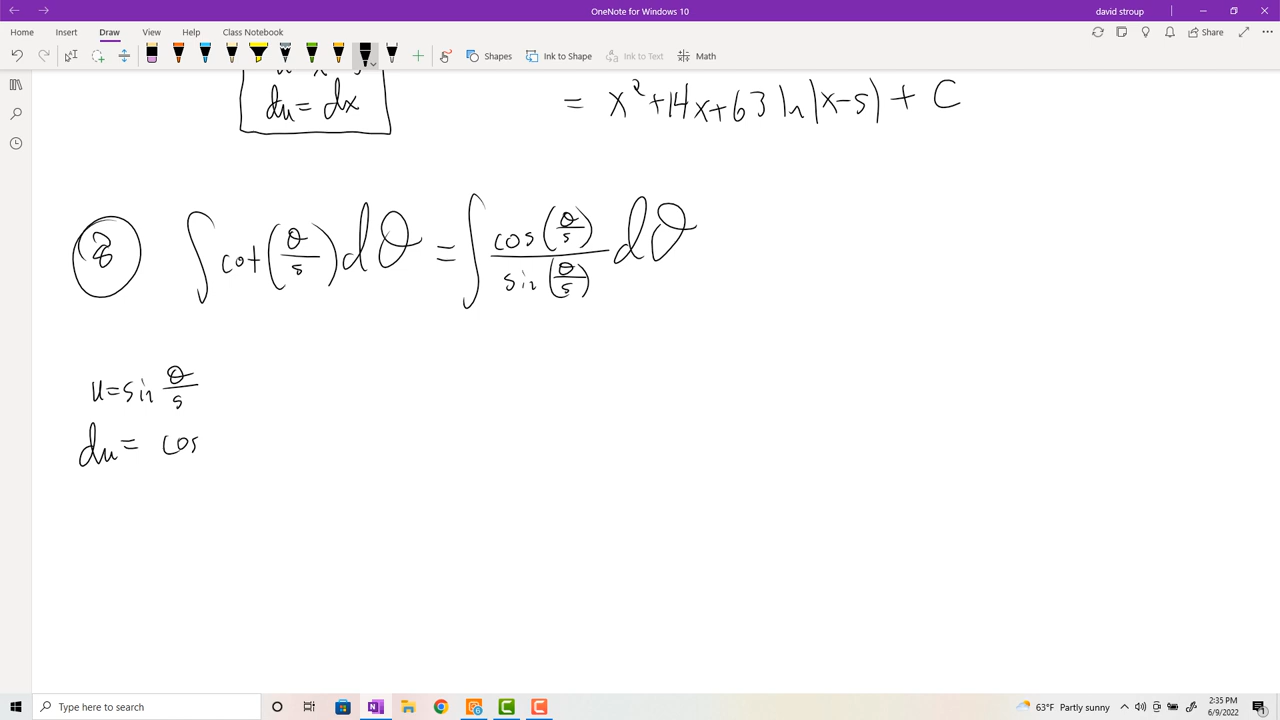 OneNote for Windows 10
david stroup
Home Insert Draw View Help Class Notebook
Share
Shapes Ink to Shape Ink to Text Math
du = dx
= x²+14x+63 ln|x-5| + C
8 ∫ cot(θ/5) dθ = ∫ cos(θ/5)/sin(θ/5) dθ
u=sin θ/5
du= cos
Type here to search
63°F Partly sunny
2:35 PM
6/9/2022